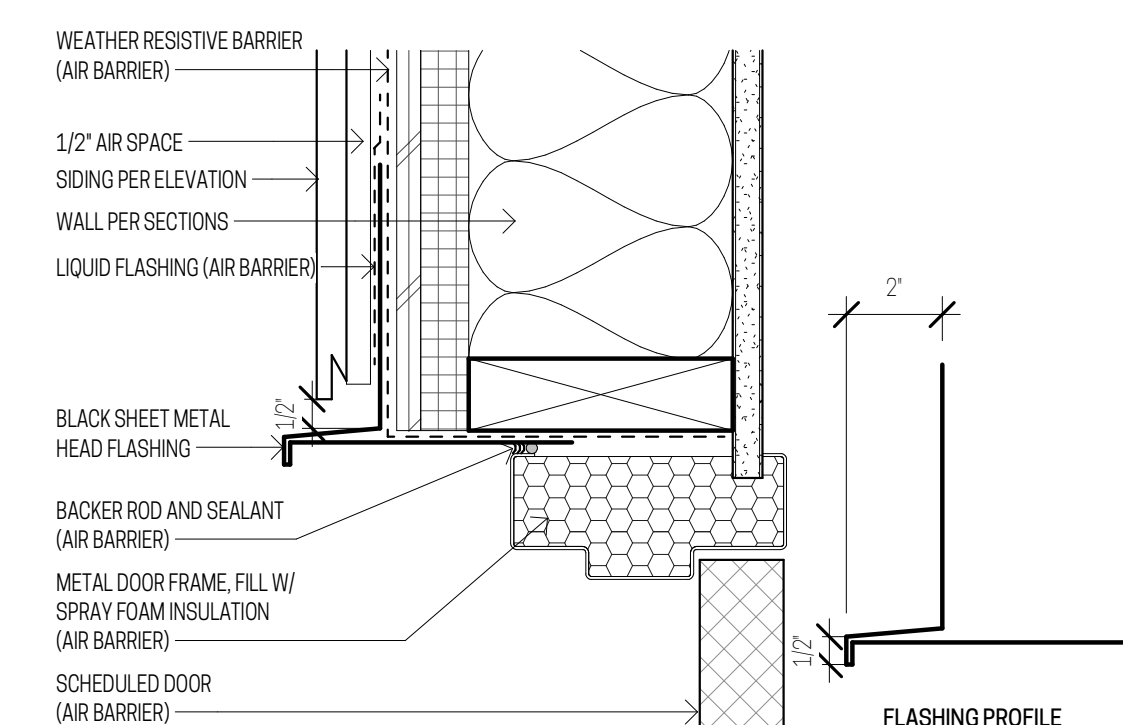 WEATHER RESISTIVE BARRIER
(AIR BARRIER)
1/2" AIR SPACE
SIDING PER ELEVATION
WALL PER SECTIONS
LIQUID FLASHING (AIR BARRIER)
1/2"
BLACK SHEET METAL
HEAD FLASHING
BACKER ROD AND SEALANT
(AIR BARRIER)
METAL DOOR FRAME, FILL W/
SPRAY FOAM INSULATION
(AIR BARRIER)
SCHEDULED DOOR
(AIR BARRIER)
2"
1/2"
FLASHING PROFILE